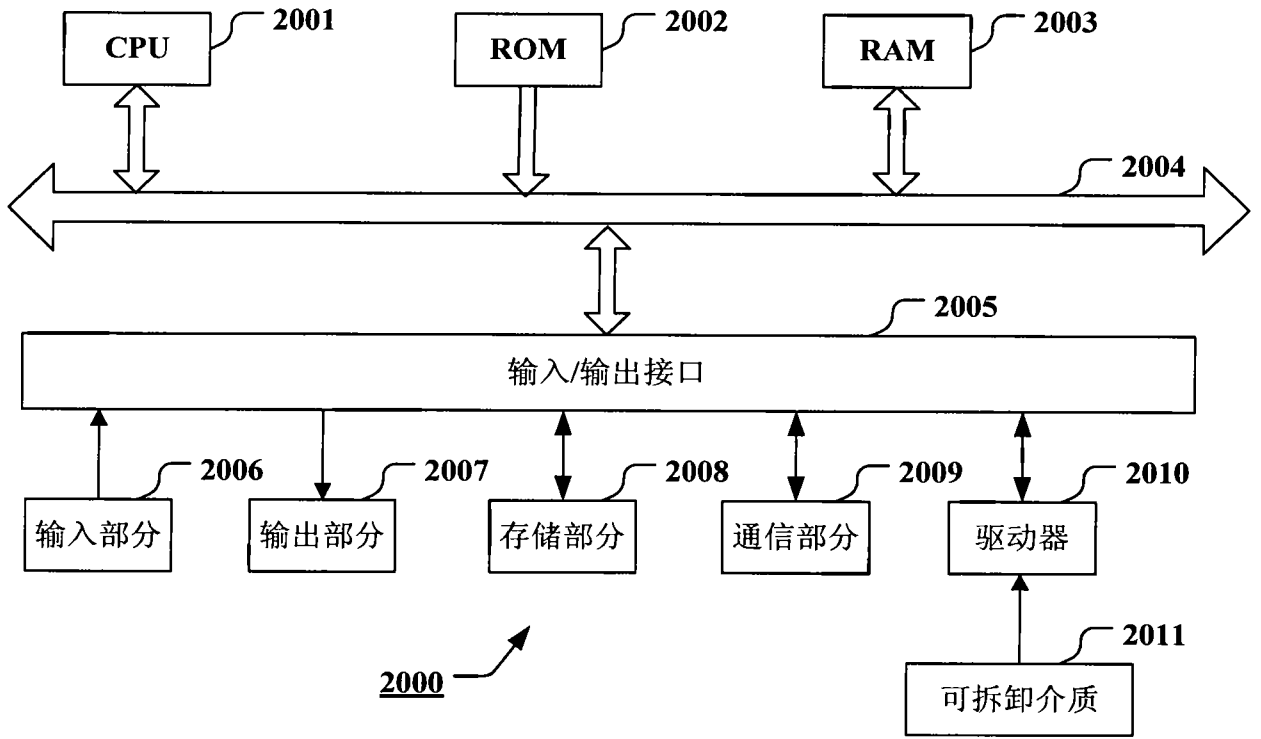 CPU
2001
ROM
2002
RAM
2003
2004
2005
输入/输出接口
2006
2007
2008
2009
2010
输入部分
输出部分
存储部分
通信部分
驱动器
2011
2000
可拆卸介质